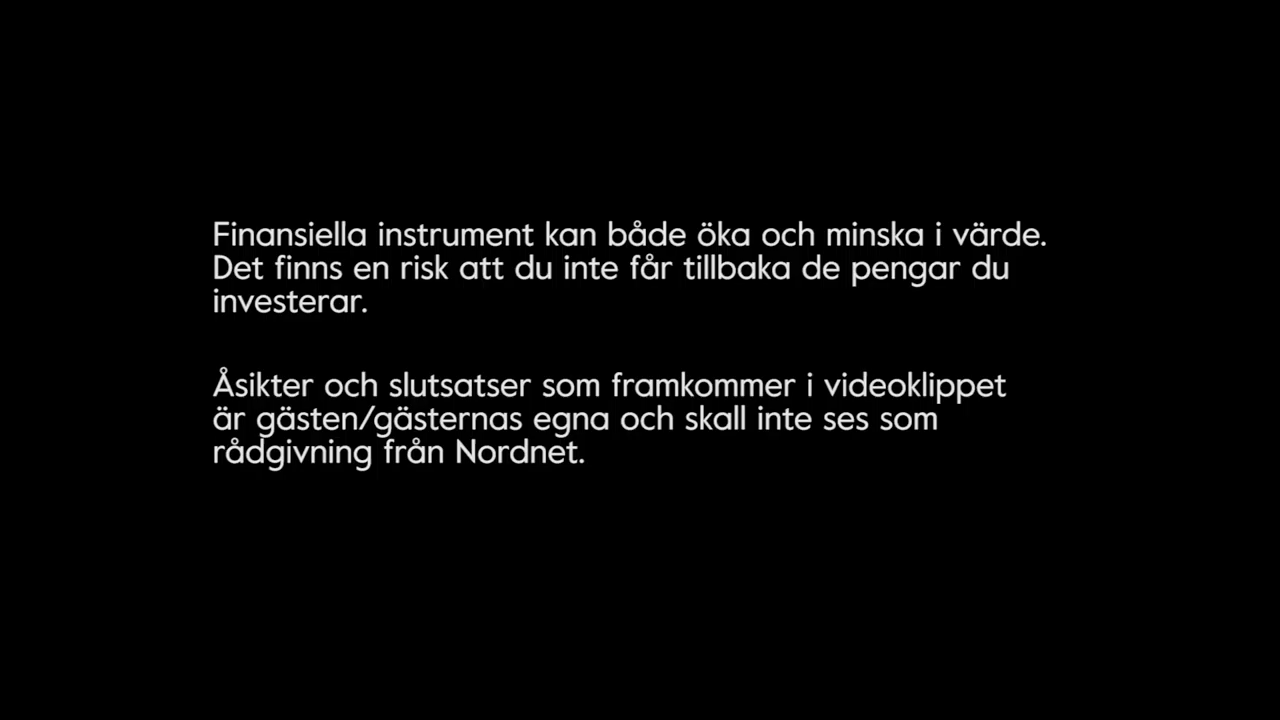 Finansiella instrument kan både öka och minska i värde.
Det finns en risk att du inte får tillbaka de pengar du
investerar.
Åsikter och slutsatser som framkommer i videoklippet
är gästen/gästernas egna och skall inte ses som
rådgivning från Nordnet.